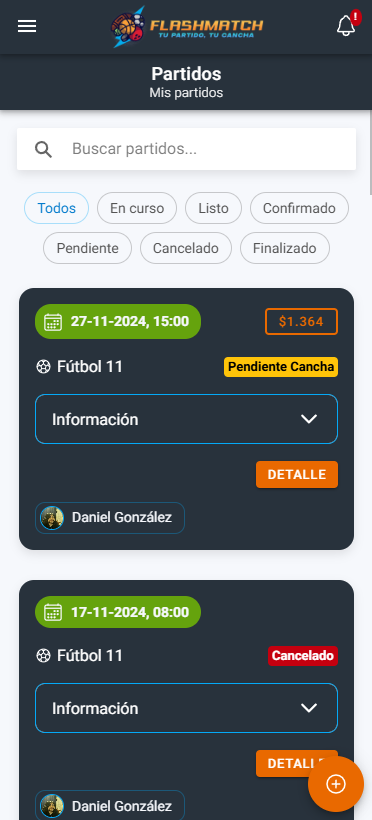 FLASHMATCH
TU PARTIDO, TU CANCHA
!
Partidos
Mis partidos
Buscar partidos...
Todos
En curso
Listo
Confirmado
Pendiente
Cancelado
Finalizado
27-11-2024, 15:00
$1.364
Fútbol 11
Pendiente Cancha
Información
DETALLE
Daniel González
17-11-2024, 08:00
Fútbol 11
Cancelado
Información
DETALLE
Daniel González